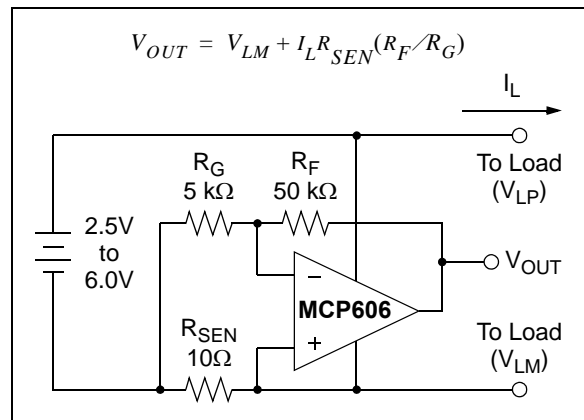 V_OUT = V_LM + I_L R_SEN (R_F/R_G)
I_L
To Load
(V_LP)
R_G
5 kΩ
R_F
50 kΩ
2.5V
to
6.0V
V_OUT
−
MCP606
+
R_SEN
10Ω
To Load
(V_LM)